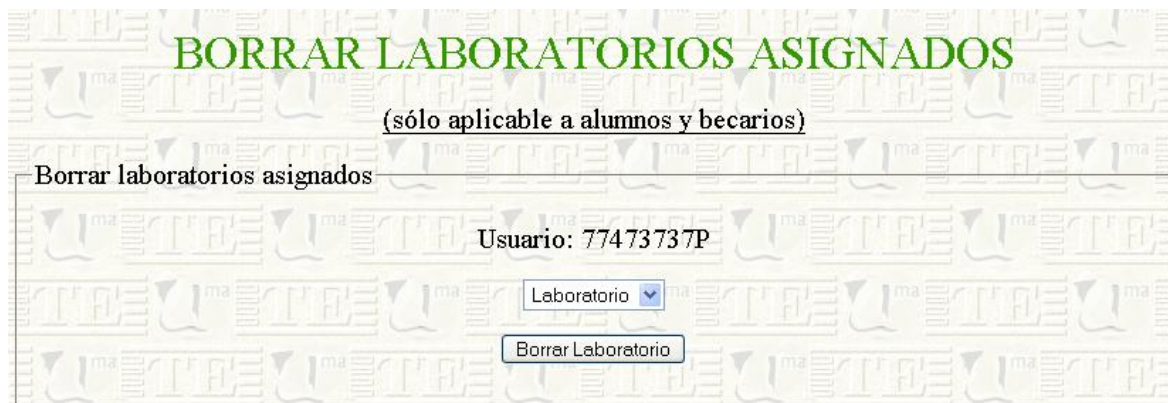 BORRAR LABORATORIOS ASIGNADOS
(sólo aplicable a alumnos y becarios)
Borrar laboratorios asignados
Usuario: 77473737P
Laboratorio
Borrar Laboratorio